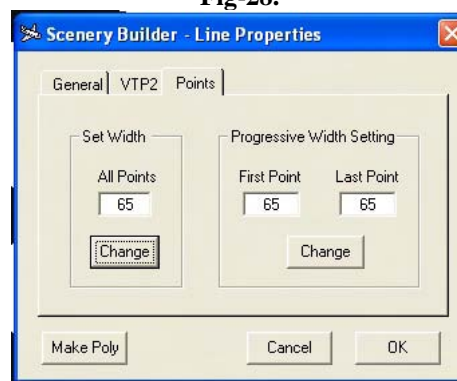 Fig-28.
Scenery Builder - Line Properties
General VTP2 Points
Set Width
All Points
65
Change
Progressive Width Setting
First Point Last Point
65 65
Change
Make Poly Cancel OK